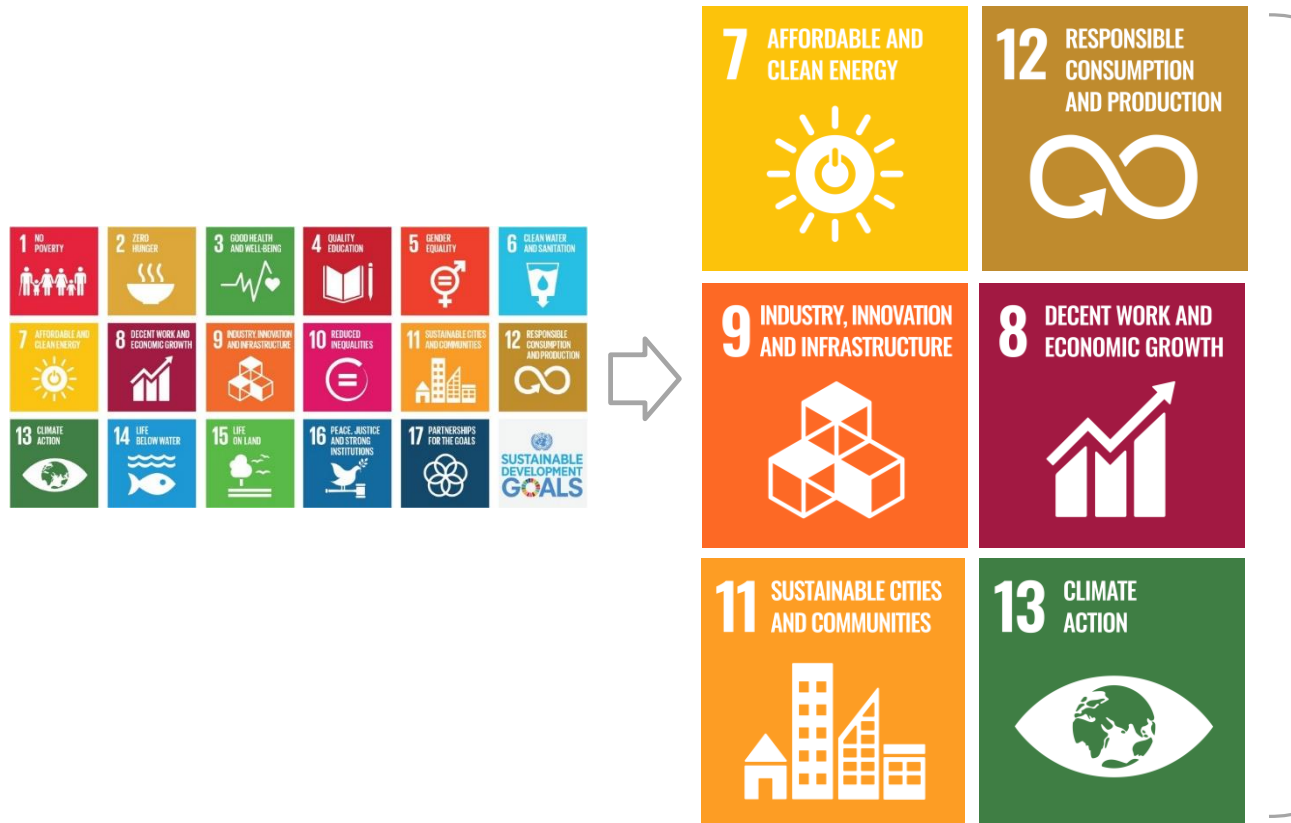 1 NO
POVERTY
2 ZERO
HUNGER
3 GOOD HEALTH
AND WELL-BEING
4 QUALITY
EDUCATION
5 GENDER
EQUALITY
6 CLEAN WATER
AND SANITATION
7 AFFORDABLE AND
CLEAN ENERGY
8 DECENT WORK AND
ECONOMIC GROWTH
9 INDUSTRY, INNOVATION
AND INFRASTRUCTURE
10 REDUCED
INEQUALITIES
11 SUSTAINABLE CITIES
AND COMMUNITIES
12 RESPONSIBLE
CONSUMPTION
AND PRODUCTION
13 CLIMATE
ACTION
14 LIFE
BELOW WATER
15 LIFE
ON LAND
16 PEACE, JUSTICE
AND STRONG
INSTITUTIONS
17 PARTNERSHIPS
FOR THE GOALS
SUSTAINABLE
DEVELOPMENT
GOALS
7 AFFORDABLE AND
CLEAN ENERGY
12 RESPONSIBLE
CONSUMPTION
AND PRODUCTION
9 INDUSTRY, INNOVATION
AND INFRASTRUCTURE
8 DECENT WORK AND
ECONOMIC GROWTH
11 SUSTAINABLE CITIES
AND COMMUNITIES
13 CLIMATE
ACTION